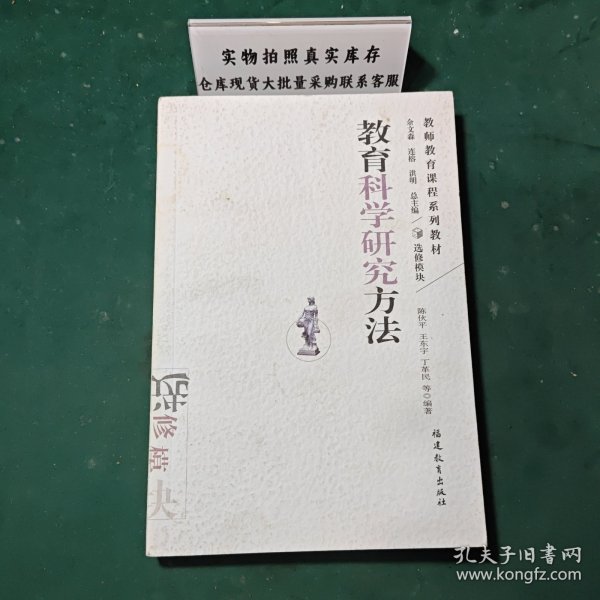 实物拍照真实库存
仓库现货大批量采购联系客服
教师教育课程系列教材
余文森 连榕 洪明 总主编
选修模块
教育科学研究方法
陈伙平 王东宇 丁革民 等◎编著
福建教育出版社
修
块
孔夫子旧书网
www.kongfz.com